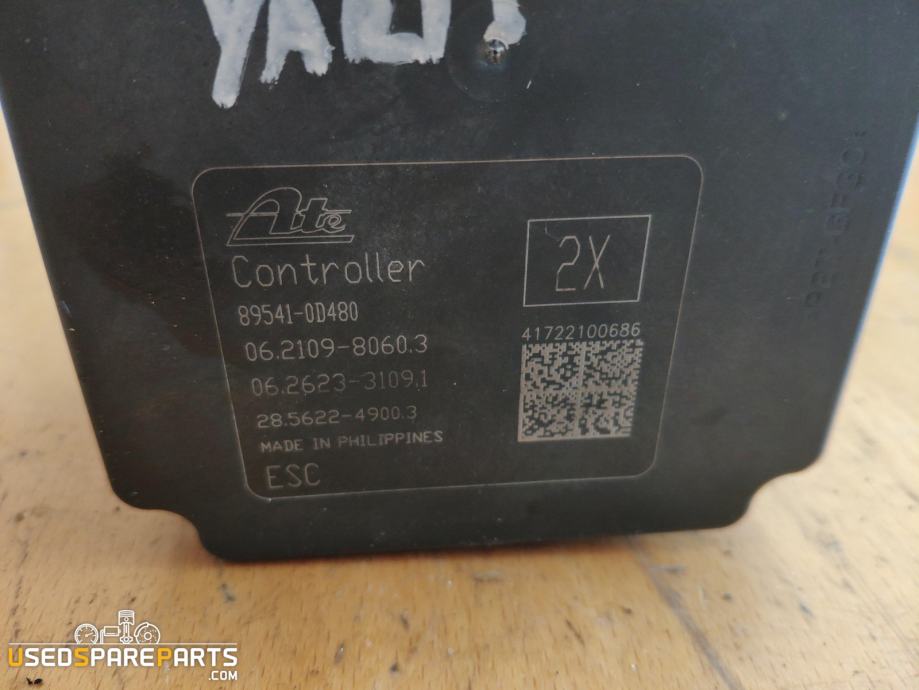 Ate
Controller
2X
89541-0D480
41722100686
06.2109-8060.3
06.2623-3109.1
28.5622-4900.3
MADE IN PHILIPPINES
ESC
USEDSPAREPARTS
.COM